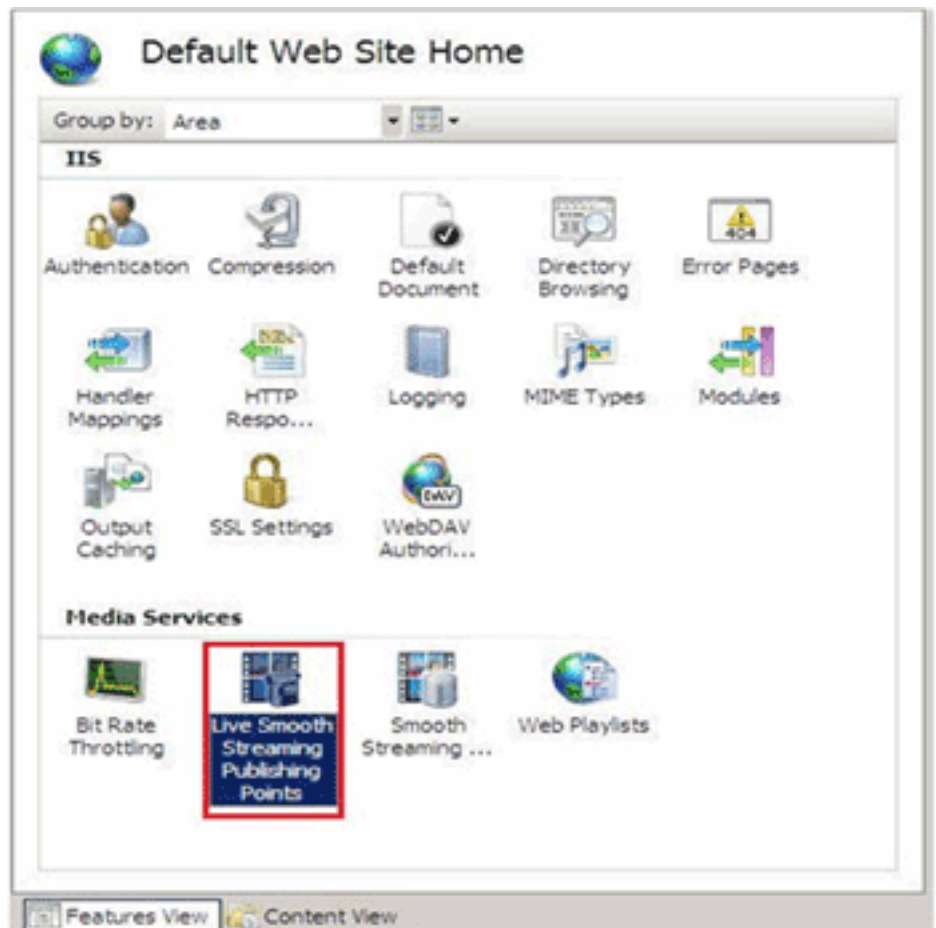 Default Web Site Home
Group by: Area
IIS
Authentication
Compression
Default
Document
Directory
Browsing
404
Error Pages
Handler
Mappings
HTTP
Respo...
Logging
MIME Types
Modules
Output
Caching
SSL Settings
DAV
WebDAV
Authori...
Media Services
Bit Rate
Throttling
Live Smooth
Streaming
Publishing
Points
Smooth
Streaming ...
Web Playlists
Features View
Content View